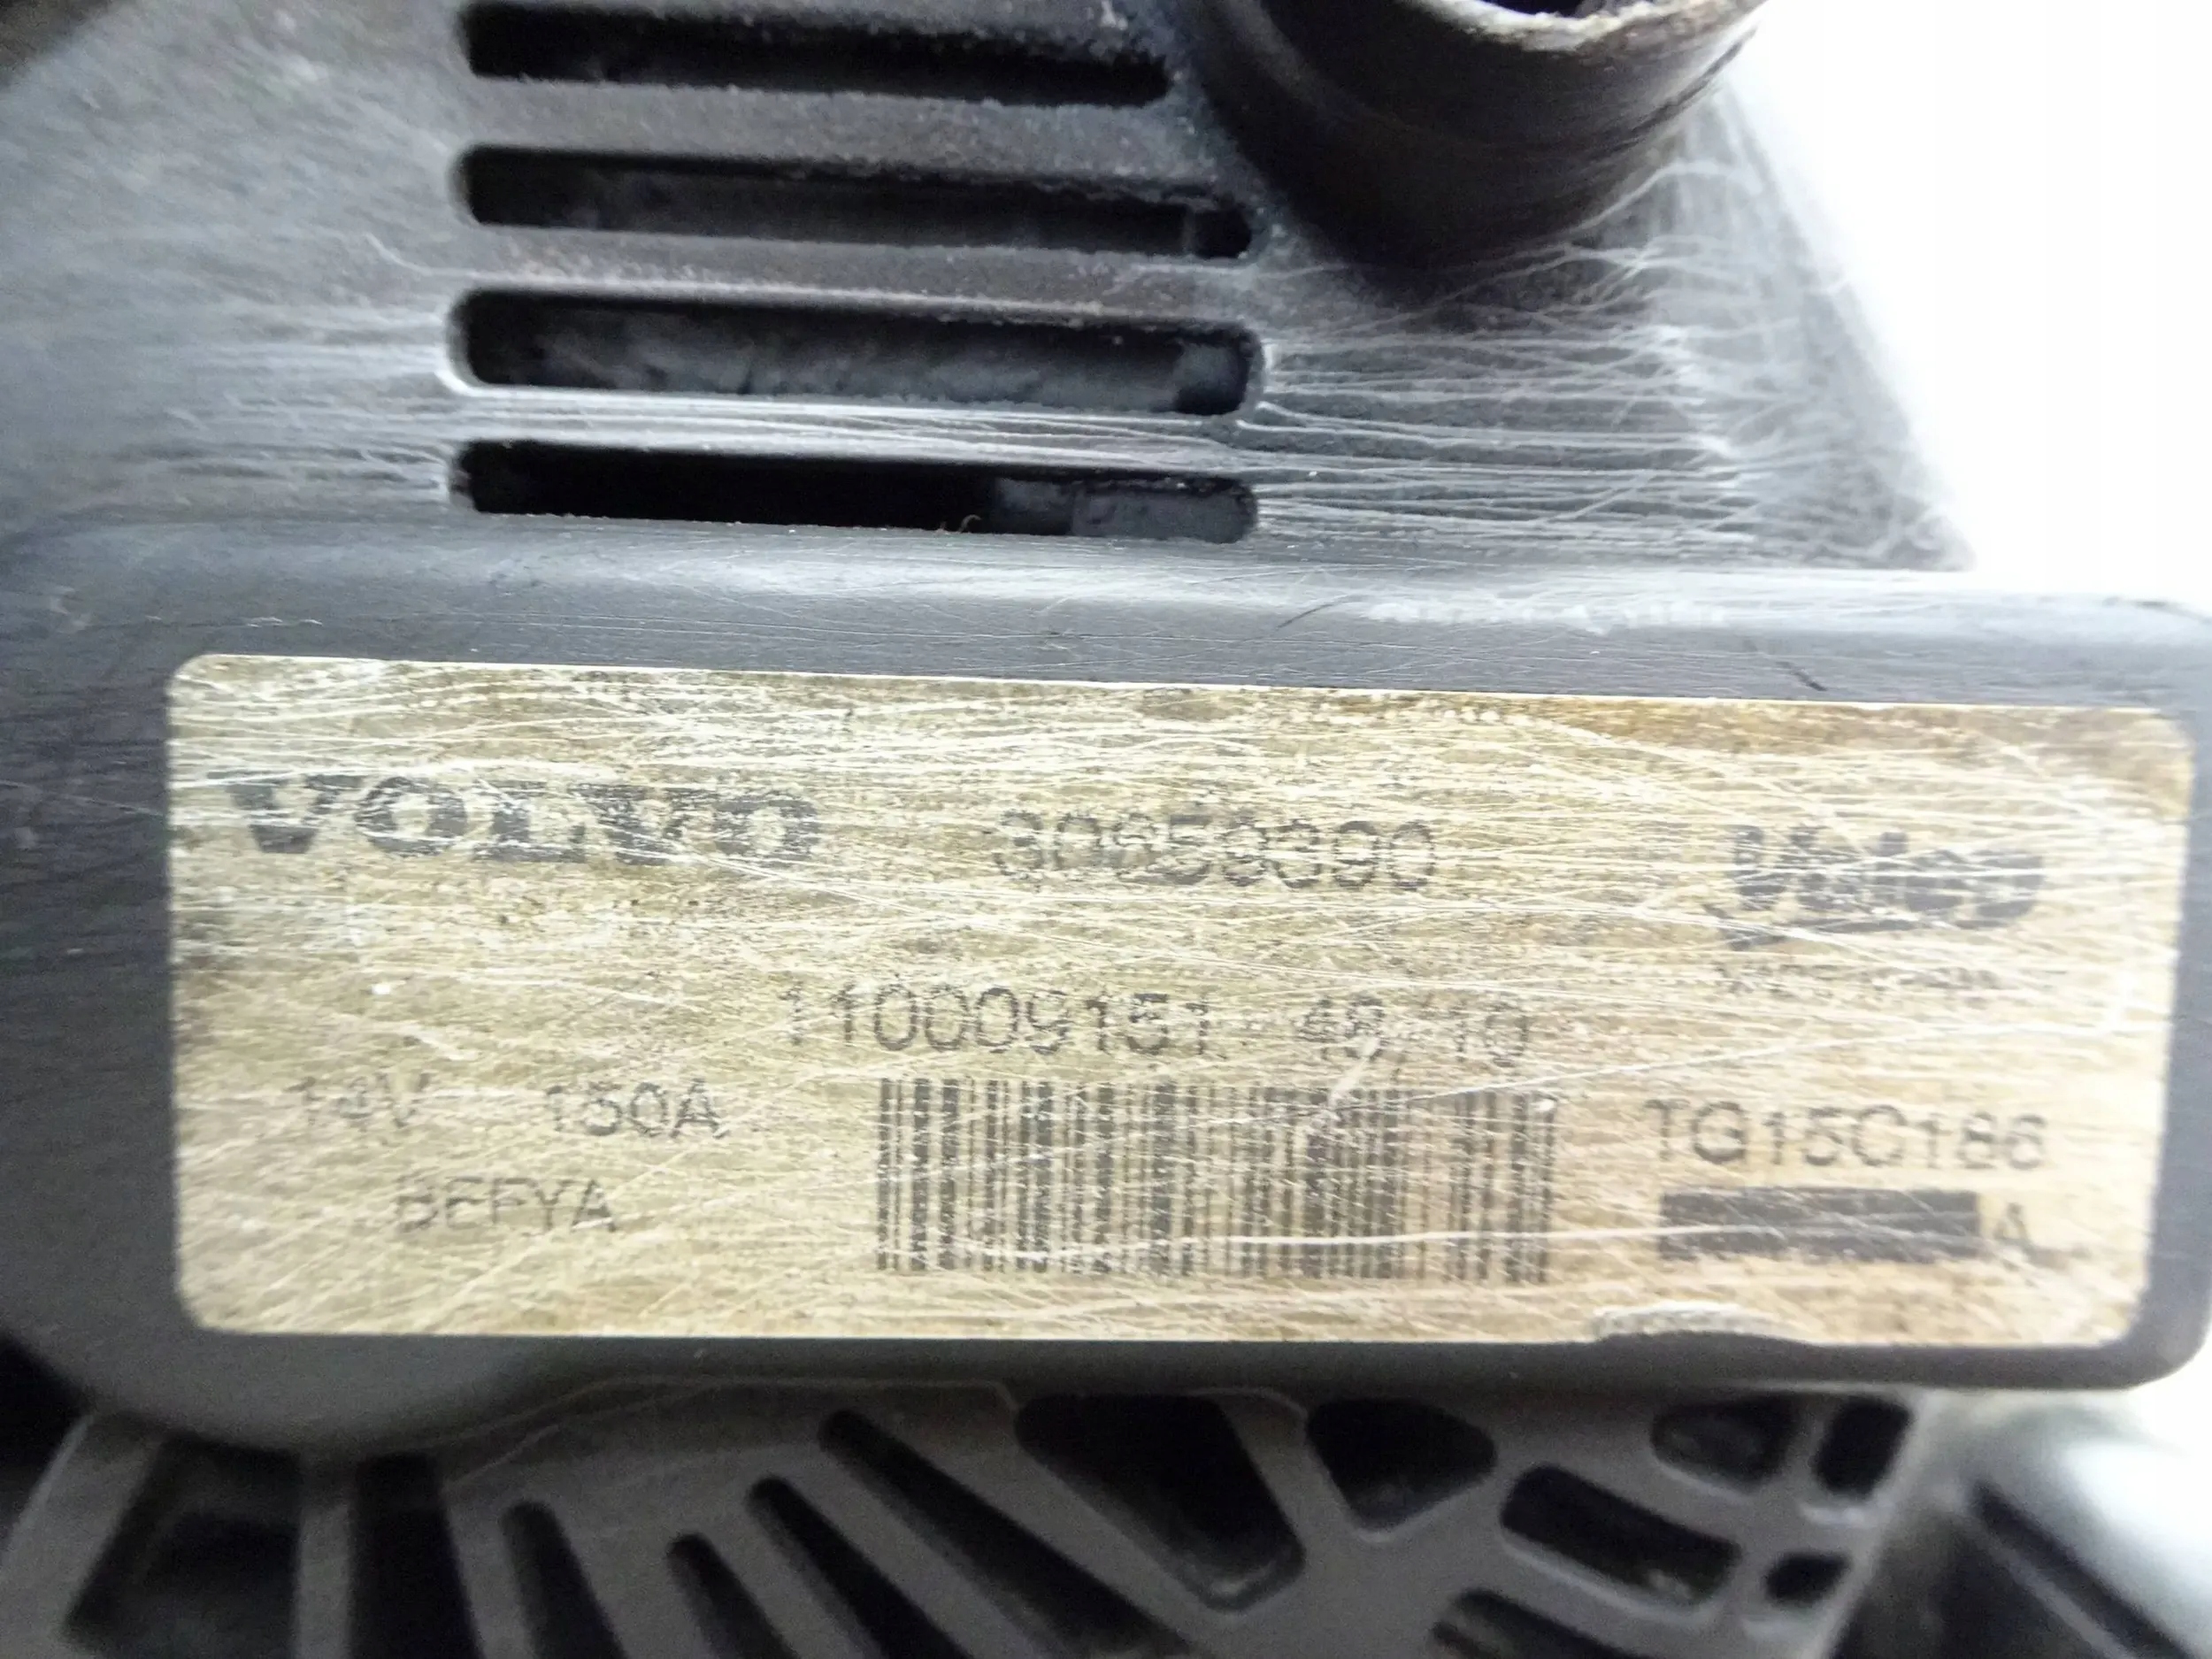 VOLVO 30659390 Valeo
110009151 48 10
14V 150A TG15C186
BEFYA A